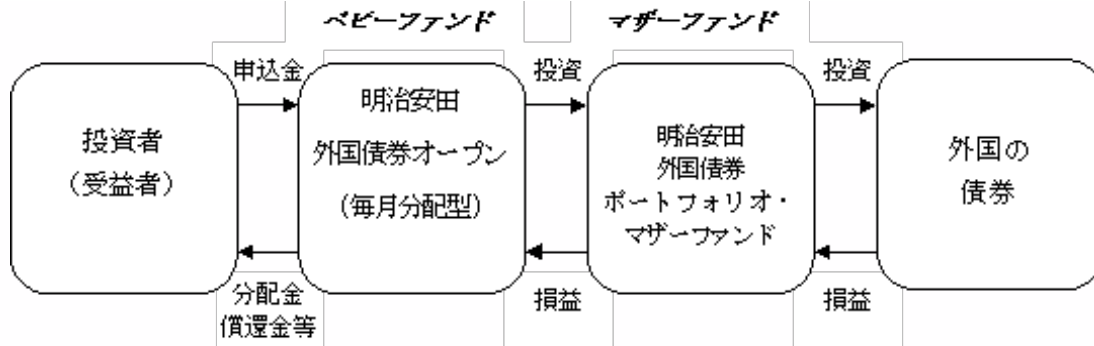 ベビーファンド
マザーファンド
申込金
投資
投資
投資者
（受益者）
明治安田
外国債券オープン
（毎月分配型）
明治安田
外国債券
ポートフォリオ・
マザーファンド
外国の
債券
分配金
償還金等
損益
損益